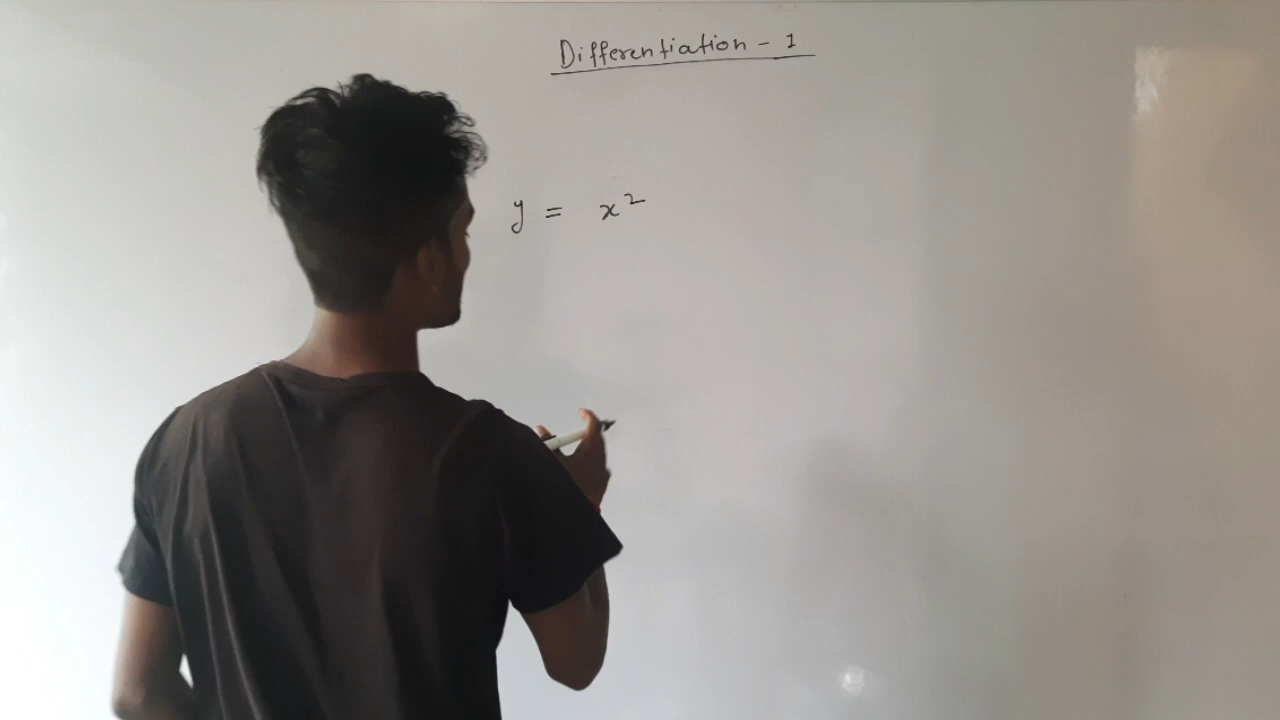 Differentiation - 1
y = x²